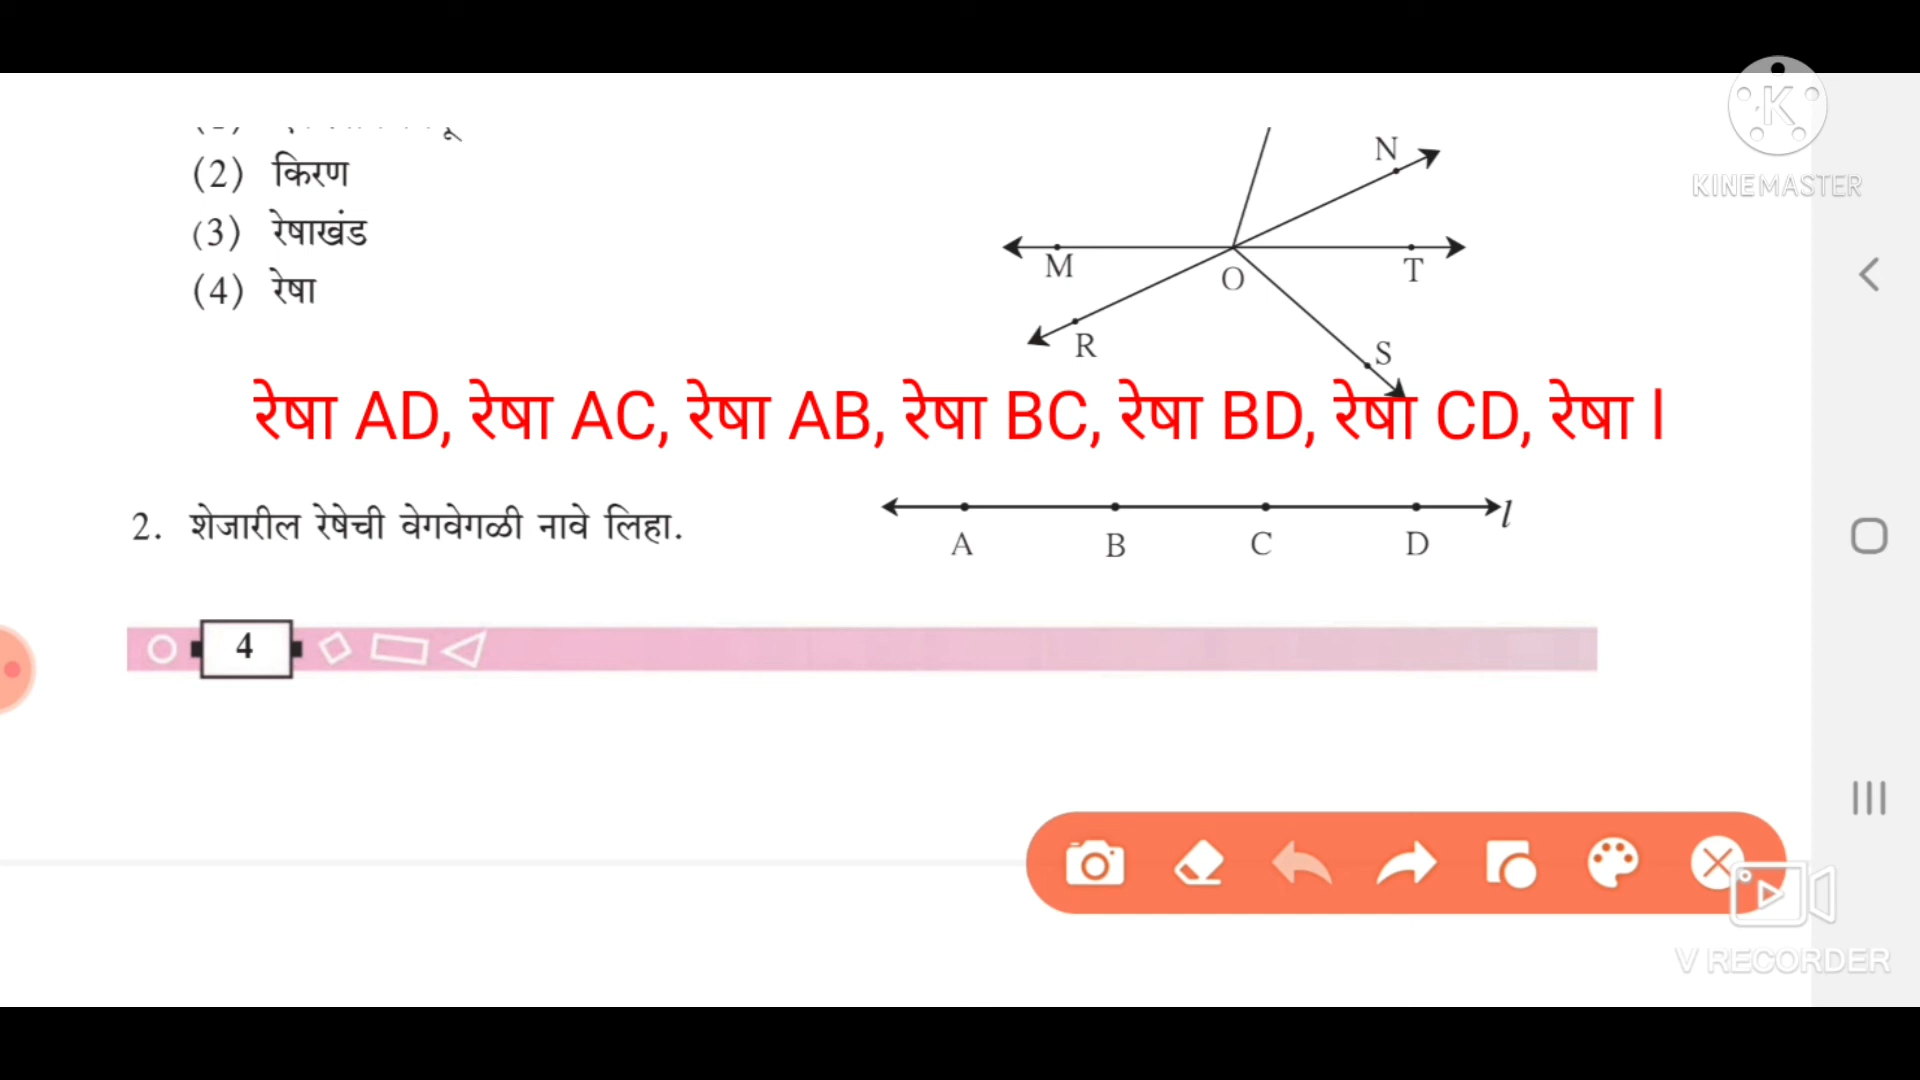 (2) किरण
(3) रेषाखंड
(4) रेषा
N
M
O
T
R
S
KINEMASTER
रेषा AD, रेषा AC, रेषा AB, रेषा BC, रेषा BD, रेषा CD, रेषा l
2. शेजारील रेषेची वेगवेगळी नावे लिहा.
l
A B C D
4
V RECORDER